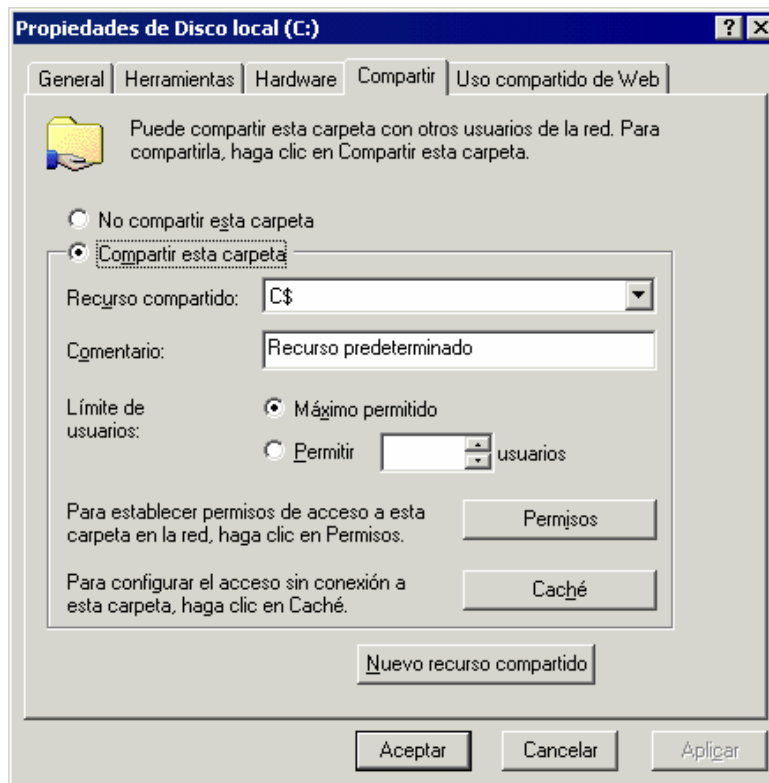 Propiedades de Disco local (C:)
General Herramientas Hardware Compartir Uso compartido de Web
Puede compartir esta carpeta con otros usuarios de la red. Para
compartirla, haga clic en Compartir esta carpeta.
No compartir esta carpeta
Compartir esta carpeta
Recurso compartido: C$
Comentario: Recurso predeterminado
Límite de
usuarios:
Máximo permitido
Permitir usuarios
Para establecer permisos de acceso a esta
carpeta en la red, haga clic en Permisos.
Permisos
Para configurar el acceso sin conexión a
esta carpeta, haga clic en Caché.
Caché
Nuevo recurso compartido
Aceptar Cancelar Aplicar